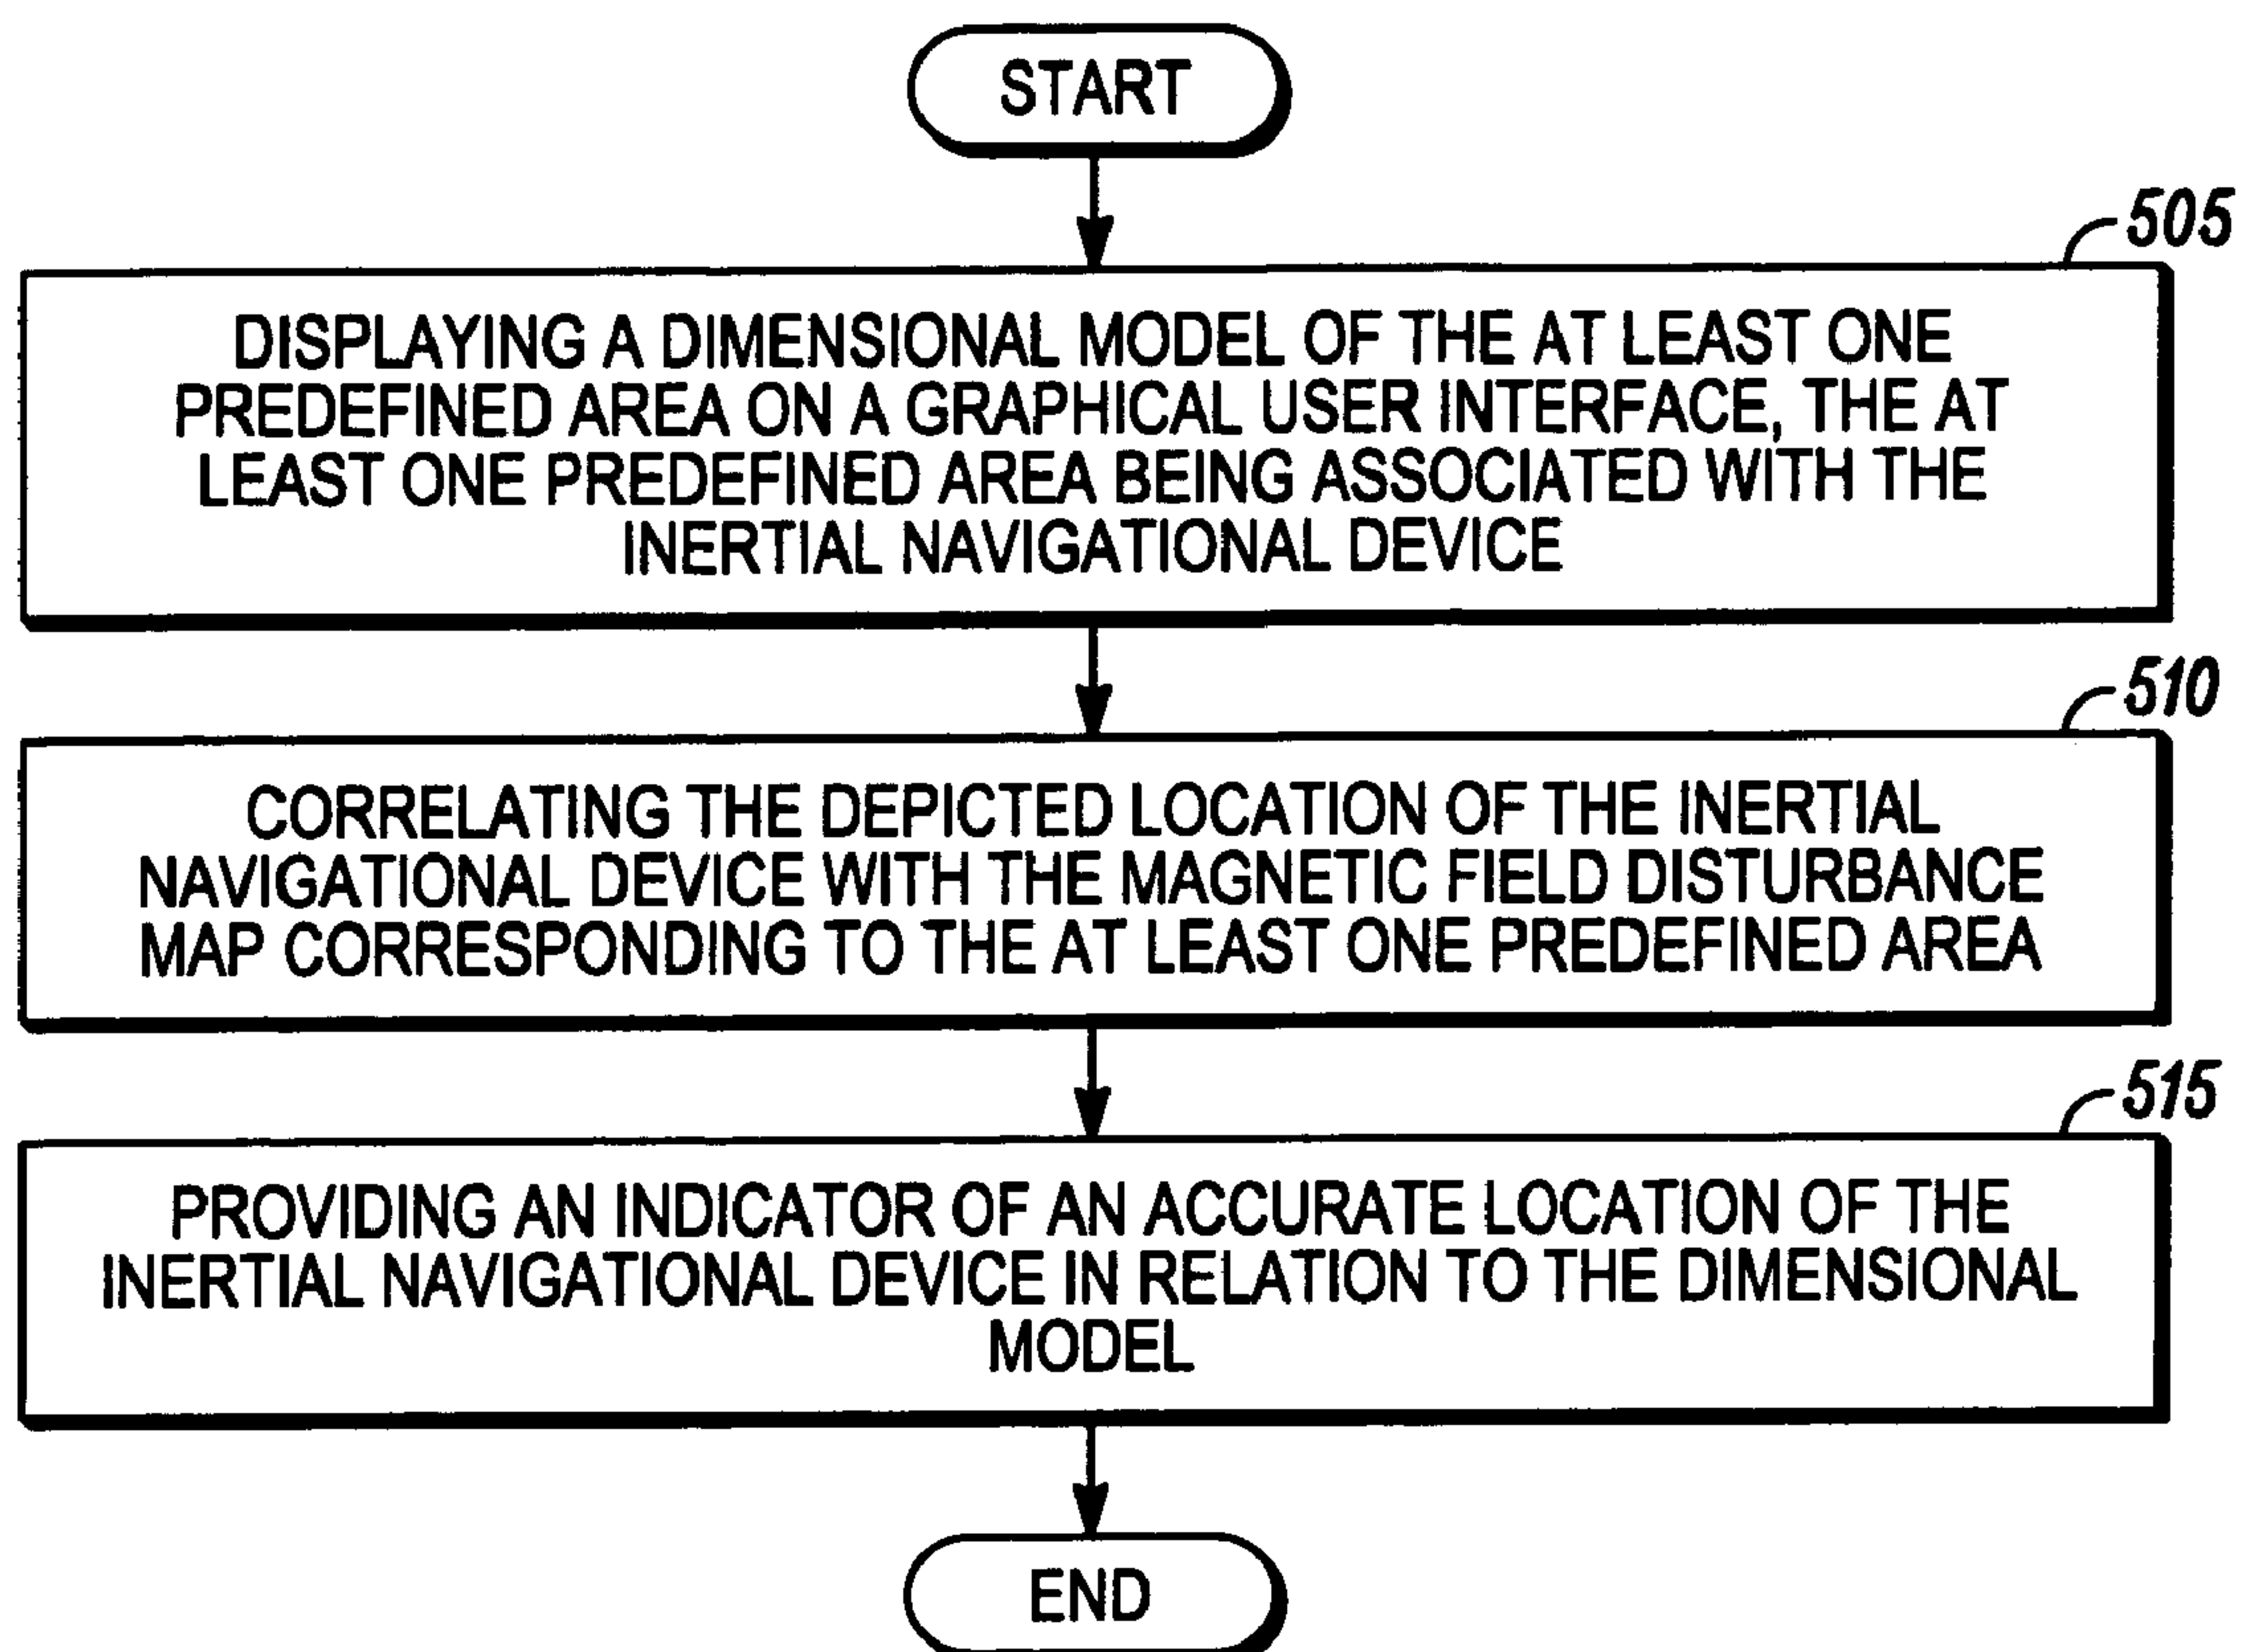 START
505
DISPLAYING A DIMENSIONAL MODEL OF THE AT LEAST ONE
PREDEFINED AREA ON A GRAPHICAL USER INTERFACE, THE AT
LEAST ONE PREDEFINED AREA BEING ASSOCIATED WITH THE
INERTIAL NAVIGATIONAL DEVICE
510
CORRELATING THE DEPICTED LOCATION OF THE INERTIAL
NAVIGATIONAL DEVICE WITH THE MAGNETIC FIELD DISTURBANCE
MAP CORRESPONDING TO THE AT LEAST ONE PREDEFINED AREA
515
PROVIDING AN INDICATOR OF AN ACCURATE LOCATION OF THE
INERTIAL NAVIGATIONAL DEVICE IN RELATION TO THE DIMENSIONAL
MODEL
END